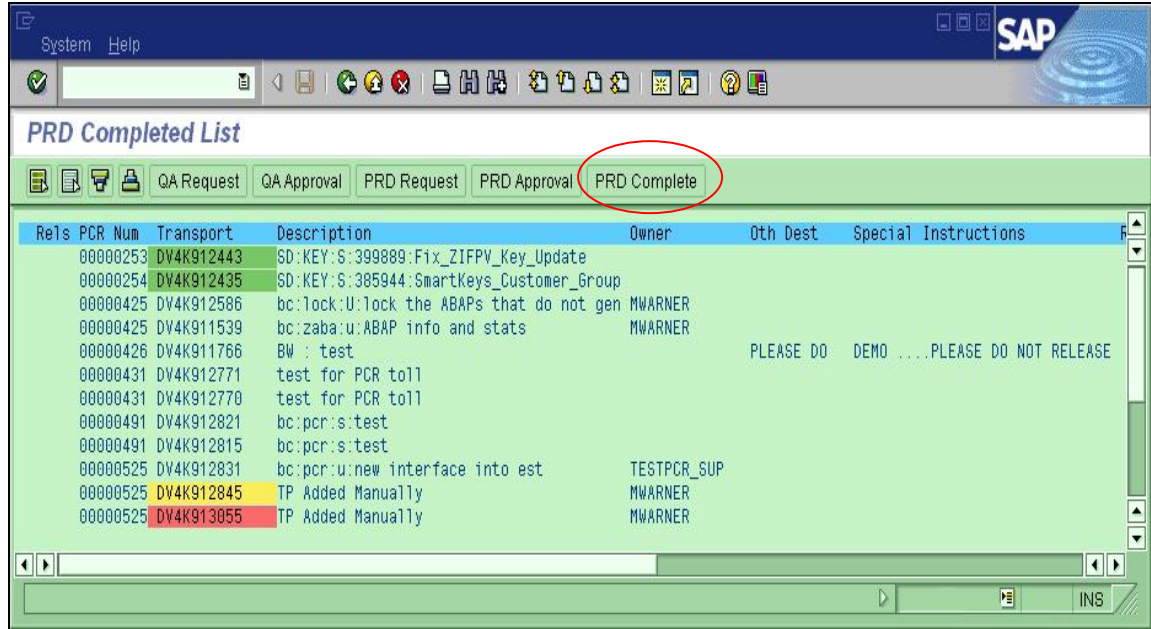 System Help
SAP
PRD Completed List
QA Request QA Approval PRD Request PRD Approval PRD Complete
Rels PCR Num Transport Description Owner Oth Dest Special Instructions
00000253 DV4K912443 SD:KEY:S:399889:Fix_ZIFPV_Key_Update
00000254 DV4K912435 SD:KEY:S:385944:SmartKeys_Customer_Group
00000425 DV4K912586 bc:lock:U:lock the ABAPs that do not gen MWARNER
00000425 DV4K911539 bc:zaba:u:ABAP info and stats MWARNER
00000426 DV4K911766 BW : test PLEASE DO DEMO ....PLEASE DO NOT RELEASE
00000431 DV4K912771 test for PCR toll
00000431 DV4K912770 test for PCR toll
00000491 DV4K912821 bc:pcr:s:test
00000491 DV4K912815 bc:pcr:s:test
00000525 DV4K912831 bc:pcr:u:new interface into est TESTPCR_SUP
00000525 DV4K912845 TP Added Manually MWARNER
00000525 DV4K913055 TP Added Manually MWARNER
INS